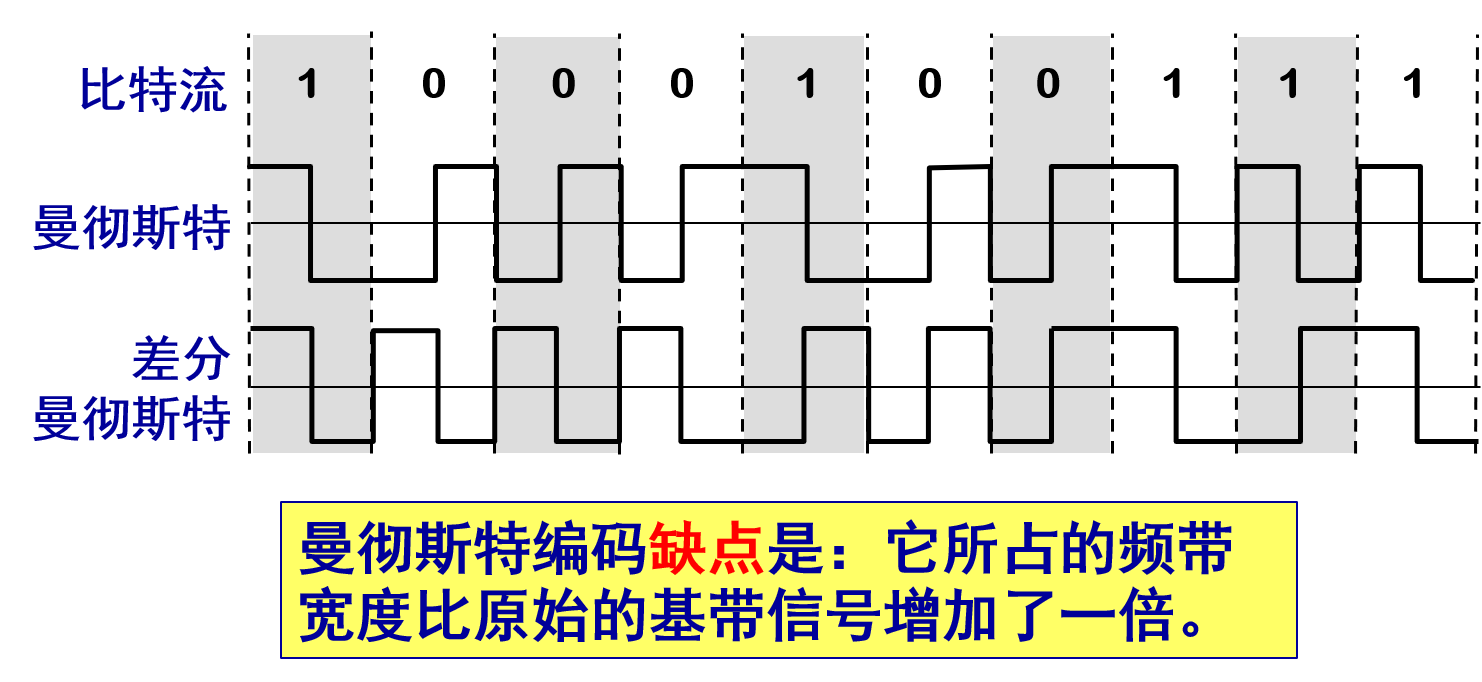 比特流 1 0 0 0 1 0 0 1 1 1
曼彻斯特
差分
曼彻斯特
曼彻斯特编码缺点是：它所占的频带
宽度比原始的基带信号增加了一倍。